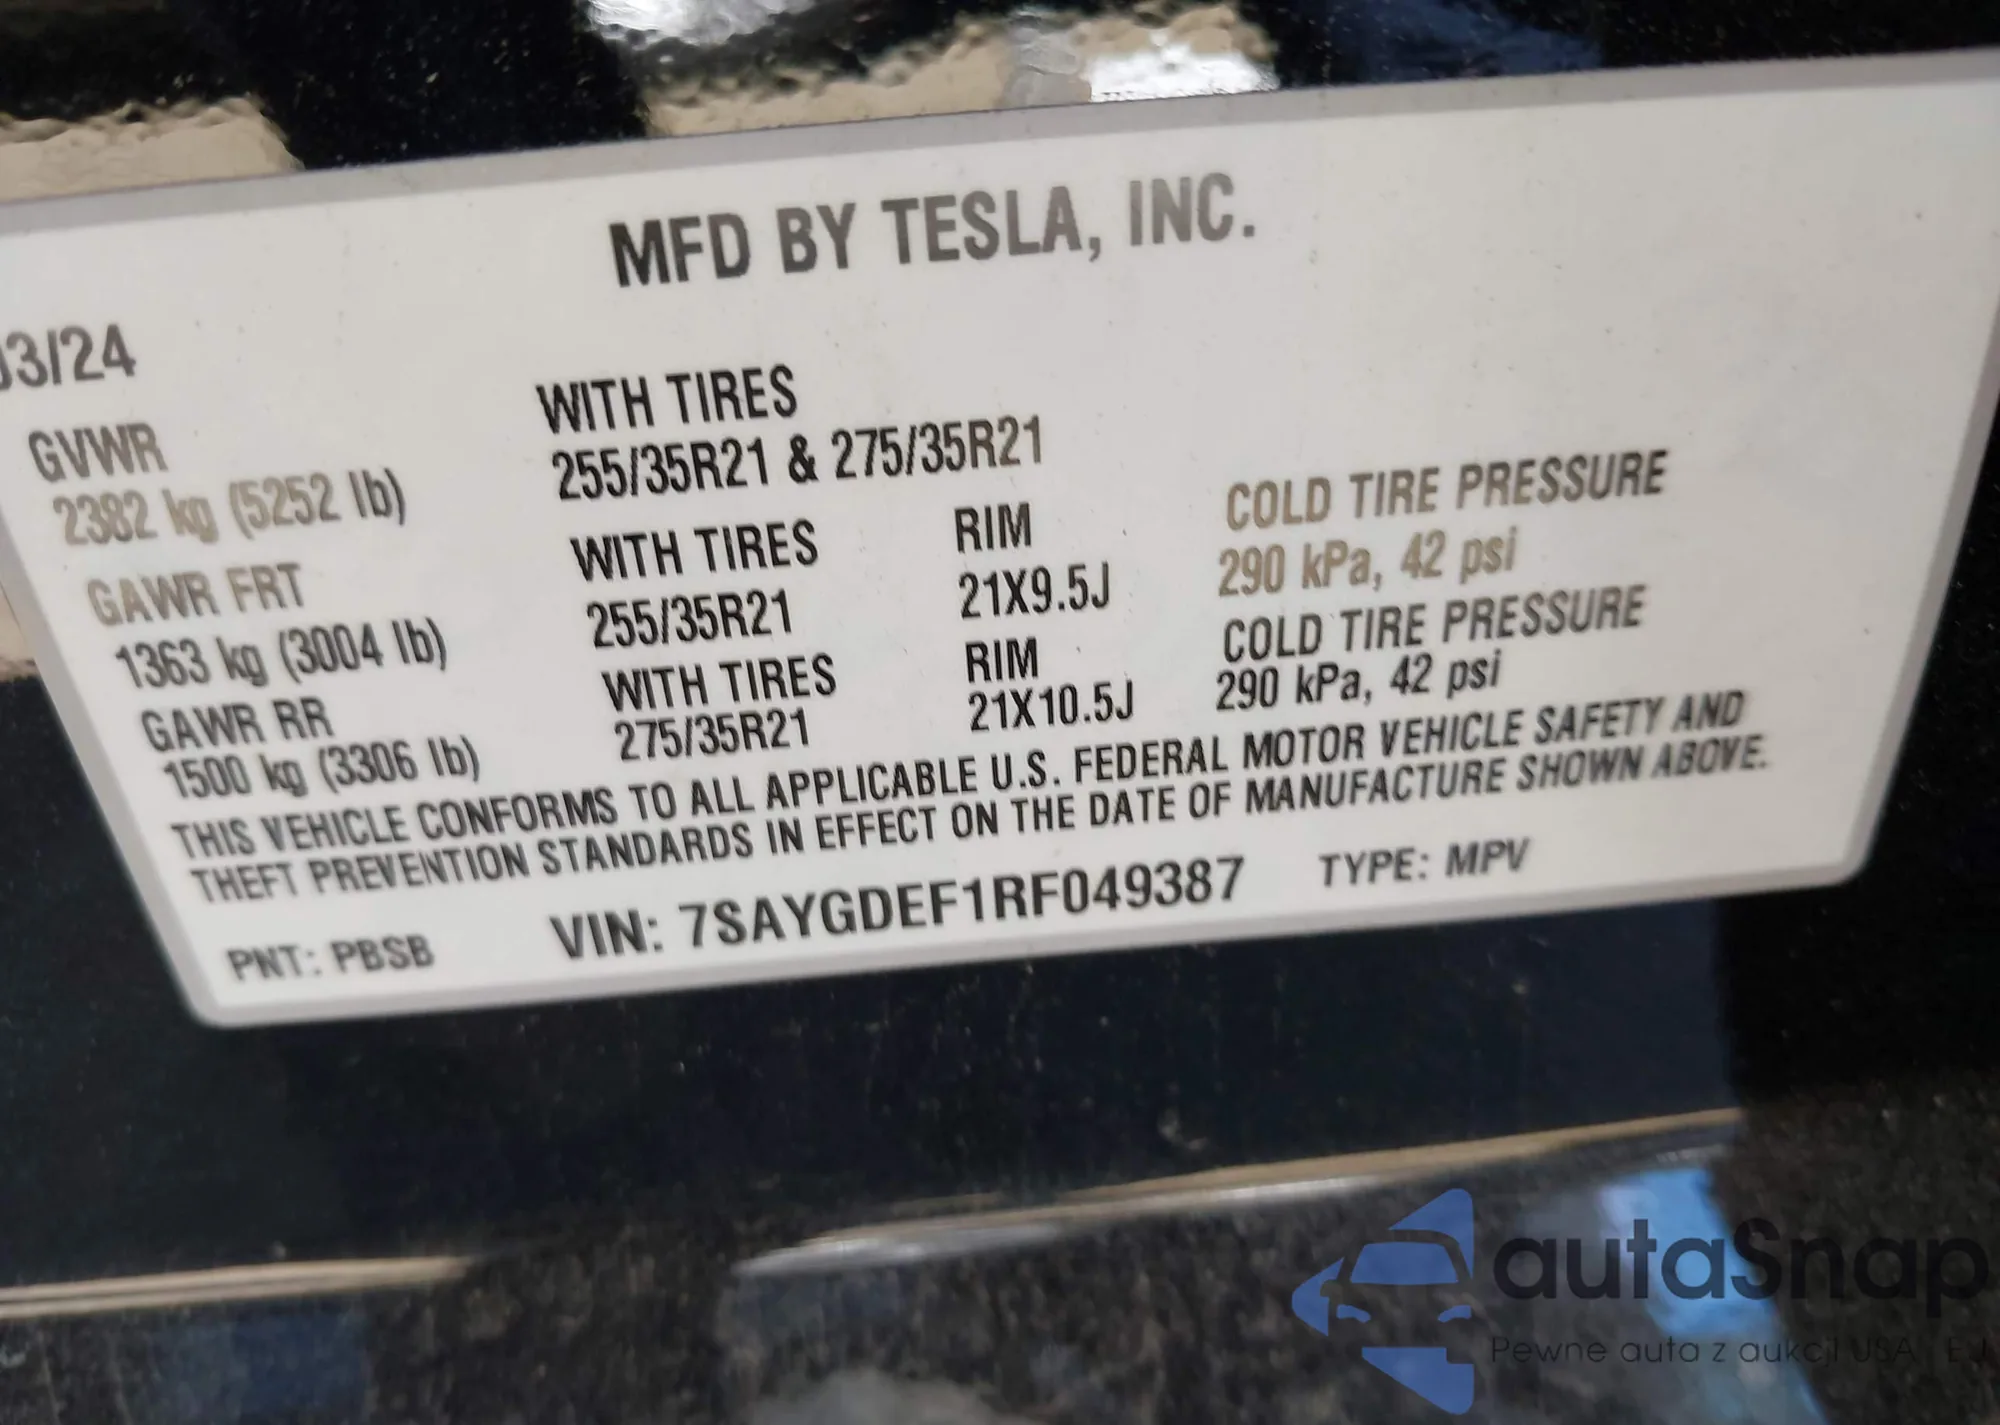 MFD BY TESLA, INC.
03/24
GVWR
2382 kg (5252 lb)
WITH TIRES
255/35R21 & 275/35R21
GAWR FRT
1363 kg (3004 lb)
WITH TIRES
255/35R21
RIM
21X9.5J
COLD TIRE PRESSURE
290 kPa, 42 psi
GAWR RR
1500 kg (3306 lb)
WITH TIRES
275/35R21
RIM
21X10.5J
COLD TIRE PRESSURE
290 kPa, 42 psi
THIS VEHICLE CONFORMS TO ALL APPLICABLE U.S. FEDERAL MOTOR VEHICLE SAFETY AND
THEFT PREVENTION STANDARDS IN EFFECT ON THE DATE OF MANUFACTURE SHOWN ABOVE.
PNT: PBSB
VIN: 7SAYGDEF1RF049387
TYPE: MPV
autaSnap
Pewne auta z aukcji USA i EU